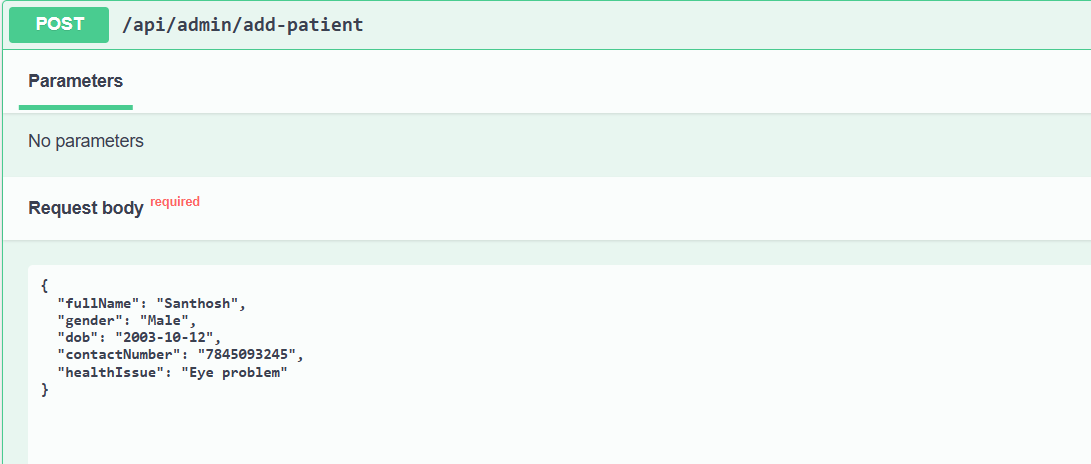 POST /api/admin/add-patient
Parameters
No parameters
Request body required
{
  "fullName": "Santhosh",
  "gender": "Male",
  "dob": "2003-10-12",
  "contactNumber": "7845093245",
  "healthIssue": "Eye problem"
}